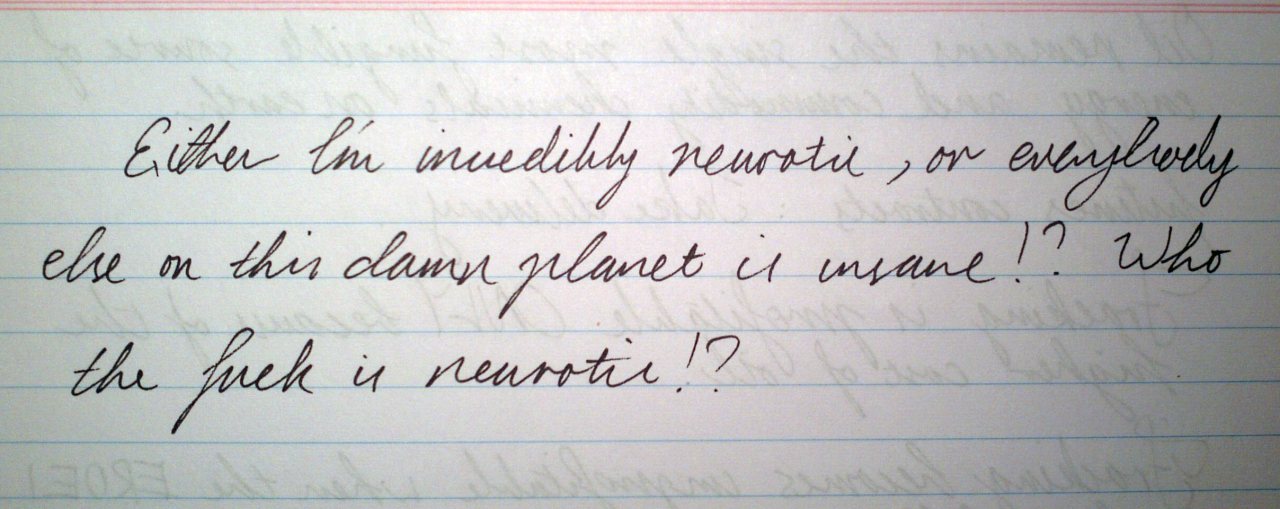 Either I'm incredibly neurotic, or everybody
else on this damn planet is insane!? Who
the fuck is neurotic!?